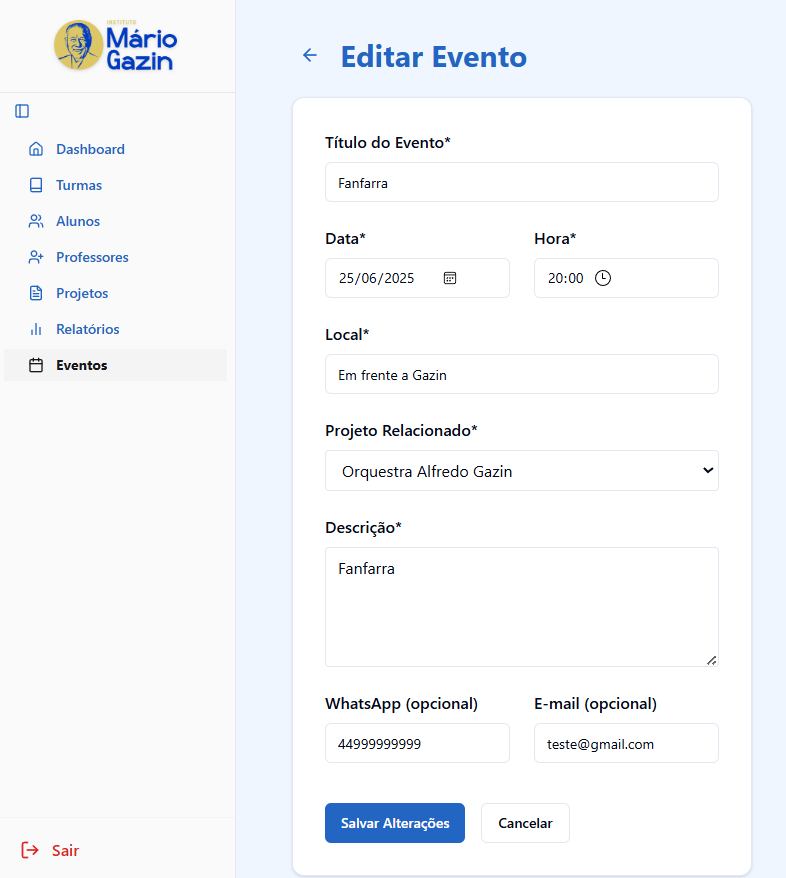 INSTITUTO
Mário
Gazin
Dashboard
Turmas
Alunos
Professores
Projetos
Relatórios
Eventos
Sair
Editar Evento
Título do Evento*
Fanfarra
Data* Hora*
25/06/2025 20:00
Local*
Em frente a Gazin
Projeto Relacionado*
Orquestra Alfredo Gazin
Descrição*
Fanfarra
WhatsApp (opcional) E-mail (opcional)
44999999999 teste@gmail.com
Salvar Alterações Cancelar